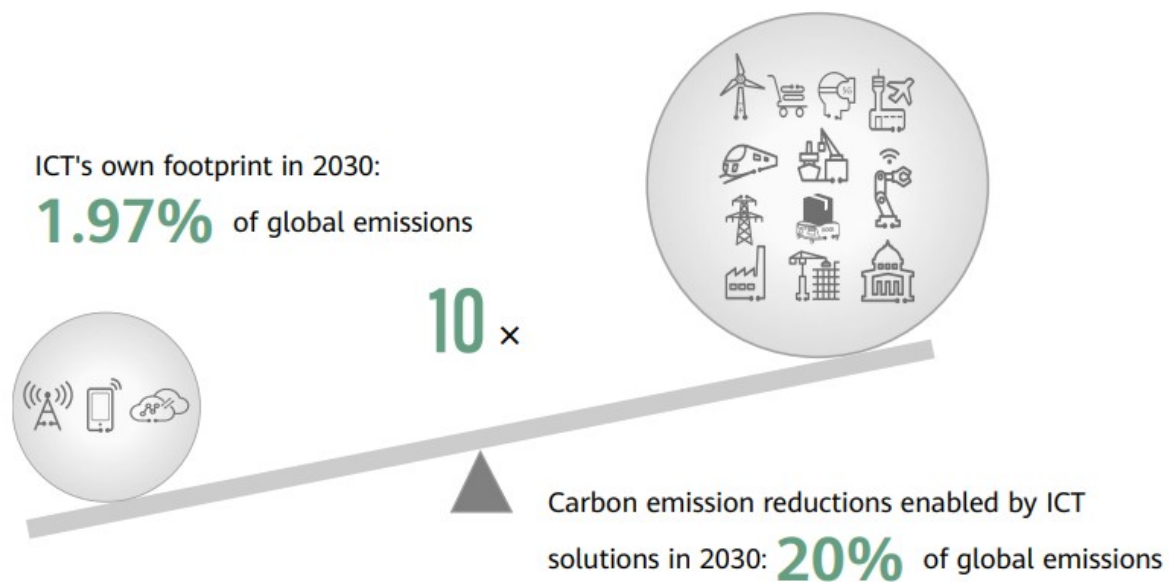 ICT's own footprint in 2030:
1.97% of global emissions
10 ×
5G
Carbon emission reductions enabled by ICT
solutions in 2030: 20% of global emissions